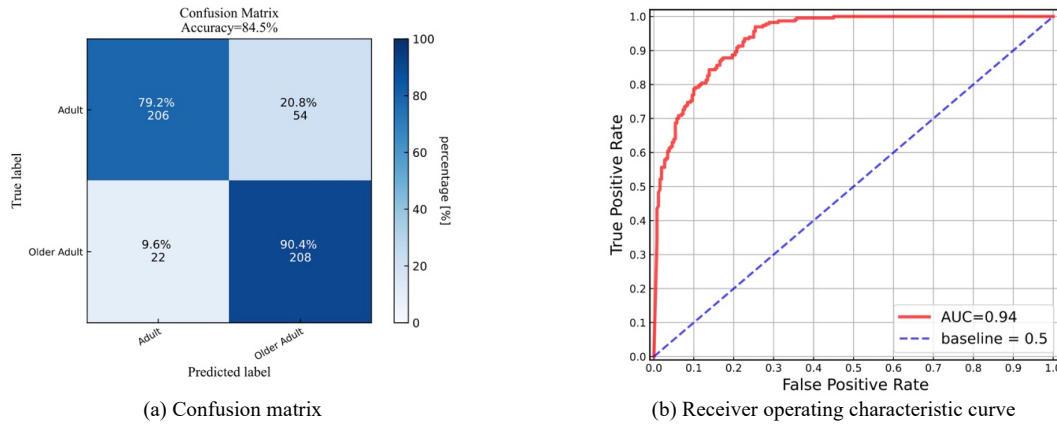 Confusion Matrix
Accuracy=84.5%
True label
Adult
79.2%
206
20.8%
54
Older Adult
9.6%
22
90.4%
208
Adult
Older Adult
Predicted label
100
80
60
40
20
0
percentage [%]
(a) Confusion matrix
True Positive Rate
1.0
0.9
0.8
0.7
0.6
0.5
0.4
0.3
0.2
0.1
0.0
AUC=0.94
baseline = 0.5
0.0 0.1 0.2 0.3 0.4 0.5 0.6 0.7 0.8 0.9 1.0
False Positive Rate
(b) Receiver operating characteristic curve